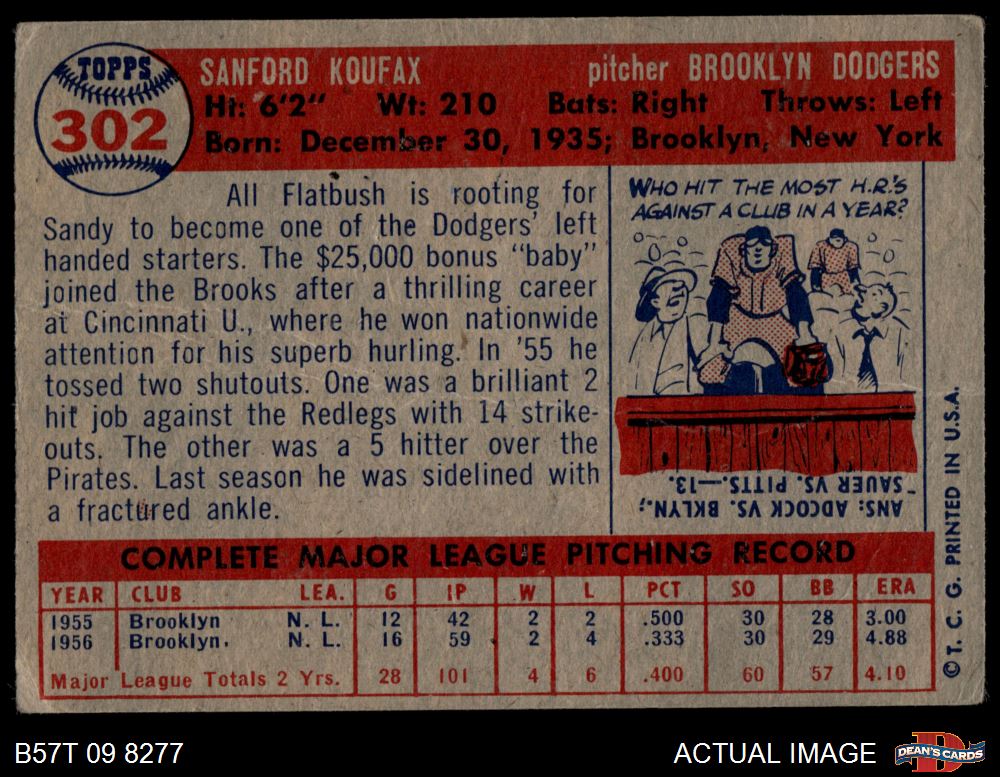 TOPPS
302
SANFORD KOUFAX pitcher BROOKLYN DODGERS
Ht: 6'2" Wt: 210 Bats: Right Throws: Left
Born: December 30, 1935; Brooklyn, New York
All Flatbush is rooting for
Sandy to become one of the Dodgers' left
handed starters. The $25,000 bonus "baby"
joined the Brooks after a thrilling career
at Cincinnati U., where he won nationwide
attention for his superb hurling. In '55 he
tossed two shutouts. One was a brilliant 2
hit job against the Redlegs with 14 strike-
outs. The other was a 5 hitter over the
Pirates. Last season he was sidelined with
a fractured ankle.
WHO HIT THE MOST H.R.'S
AGAINST A CLUB IN A YEAR?
ANS: ADCOCK VS. BKLYN.;
SAUER VS. PITTS.—13.
COMPLETE MAJOR LEAGUE PITCHING RECORD
YEAR CLUB LEA. G IP W L PCT SO BB ERA
1955 Brooklyn N. L. 12 42 2 2 .500 30 28 3.00
1956 Brooklyn. N. L. 16 59 2 4 .333 30 29 4.88
Major League Totals 2 Yrs. 28 101 4 6 .400 60 57 4.10
©T. C. G. PRINTED IN U.S.A.
B57T 09 8277 ACTUAL IMAGE DEAN'S CARDS